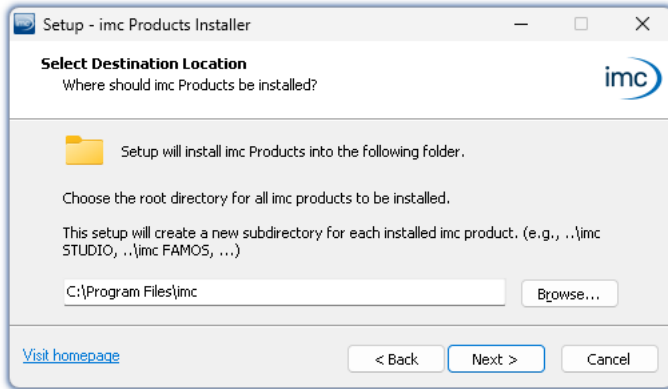 Setup - imc Products Installer
Select Destination Location
Where should imc Products be installed?
imc
Setup will install imc Products into the following folder.
Choose the root directory for all imc products to be installed.
This setup will create a new subdirectory for each installed imc product. (e.g., ..\imc
STUDIO, ..\imc FAMOS, ...)
C:\Program Files\imc
Browse...
Visit homepage
< Back
Next >
Cancel